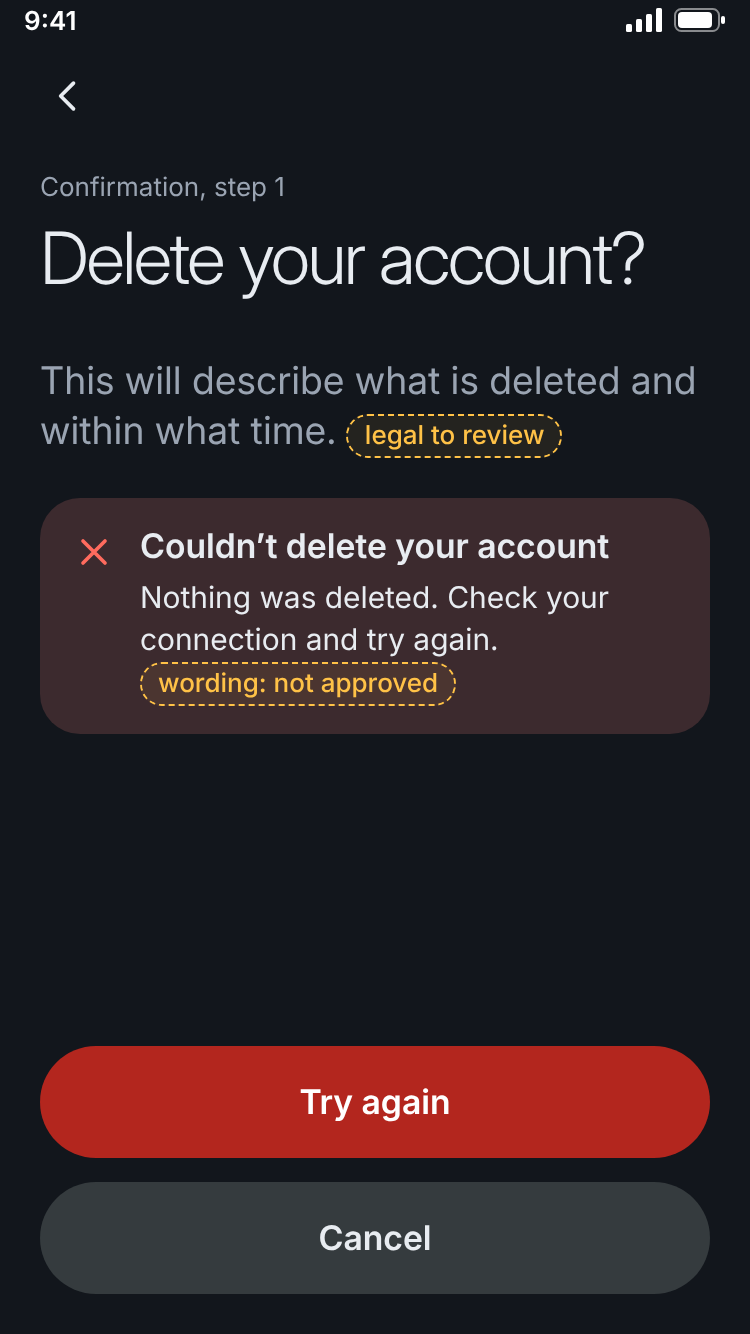 9:41
Confirmation, step 1
Delete your account?
This will describe what is deleted and
within what time. legal to review
Couldn’t delete your account
Nothing was deleted. Check your
connection and try again.
wording: not approved
Try again
Cancel